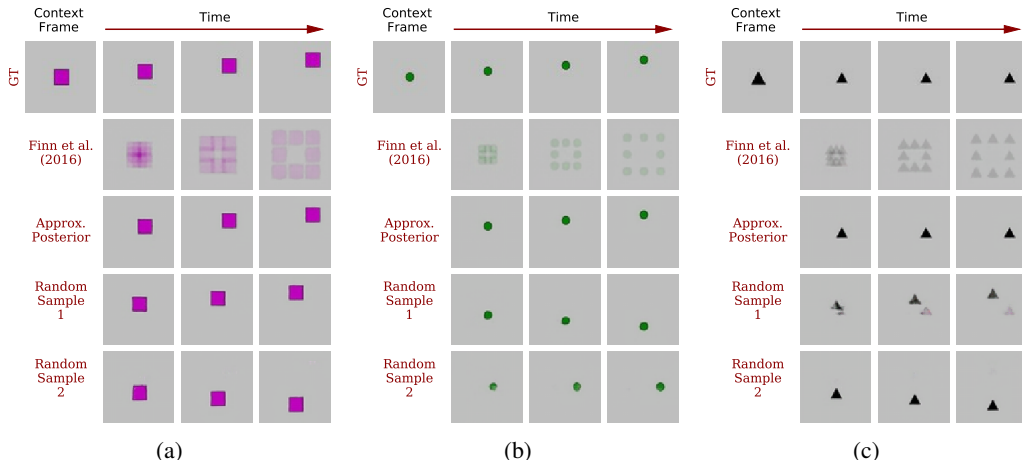 Context
Frame
Time
GT
Finn et al.
(2016)
Approx.
Posterior
Random
Sample
1
Random
Sample
2
(a)
Context
Frame
Time
GT
Finn et al.
(2016)
Approx.
Posterior
Random
Sample
1
Random
Sample
2
(b)
Context
Frame
Time
GT
Finn et al.
(2016)
Approx.
Posterior
Random
Sample
1
Random
Sample
2
(c)